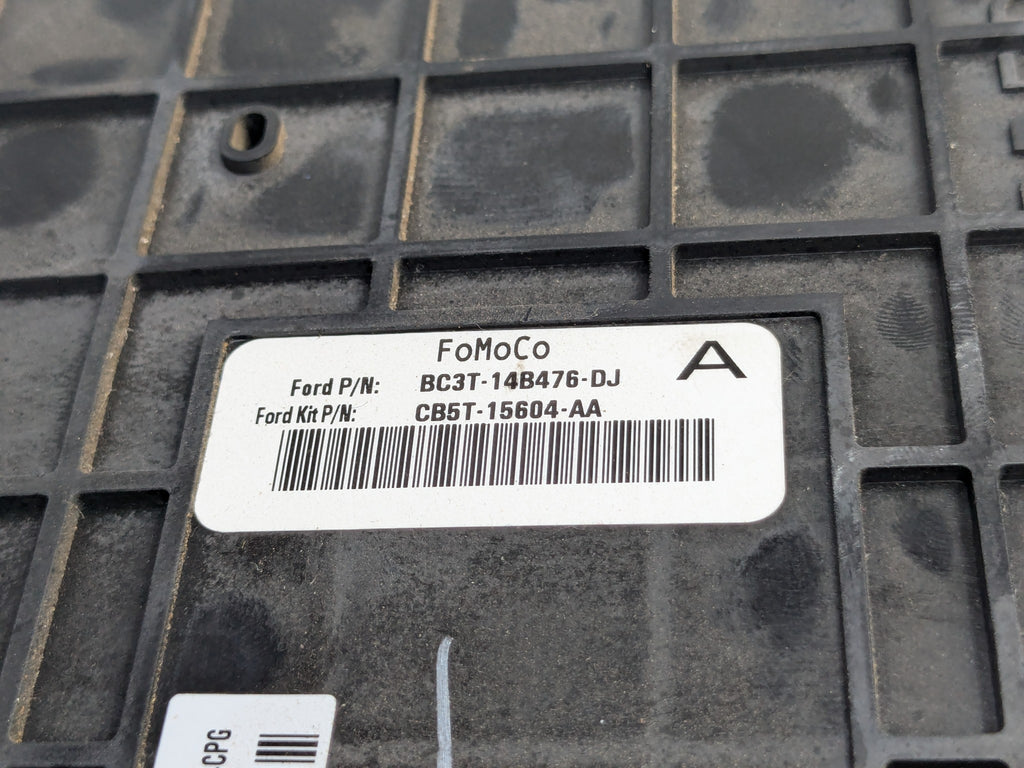 FoMoCo
A
Ford P/N: BC3T-14B476-DJ
Ford Kit P/N: CB5T-15604-AA
-CPG